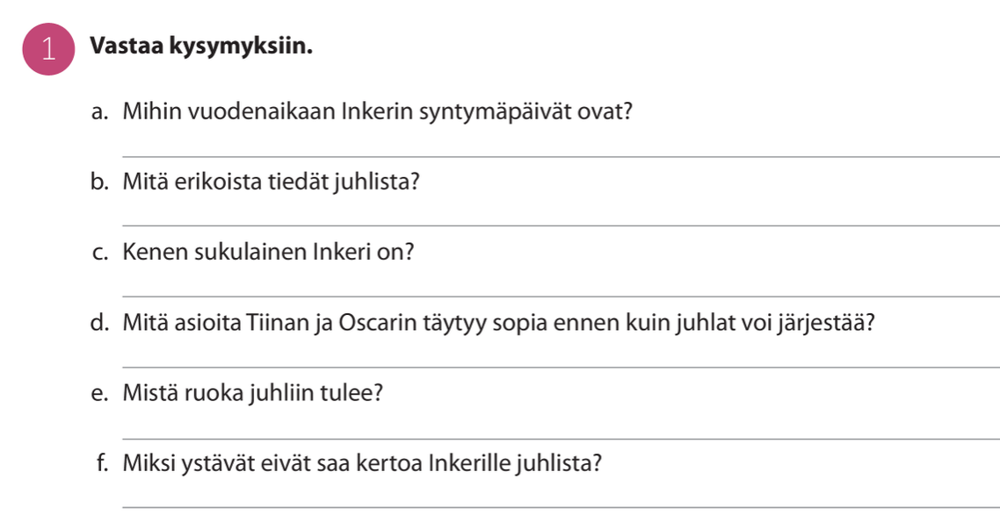 1 Vastaa kysymyksiin.
a. Mihin vuodenaikaan Inkerin syntymäpäivät ovat?
b. Mitä erikoista tiedät juhlista?
c. Kenen sukulainen Inkeri on?
d. Mitä asioita Tiinan ja Oscarin täytyy sopia ennen kuin juhlat voi järjestää?
e. Mistä ruoka juhliin tulee?
f. Miksi ystävät eivät saa kertoa Inkerille juhlista?